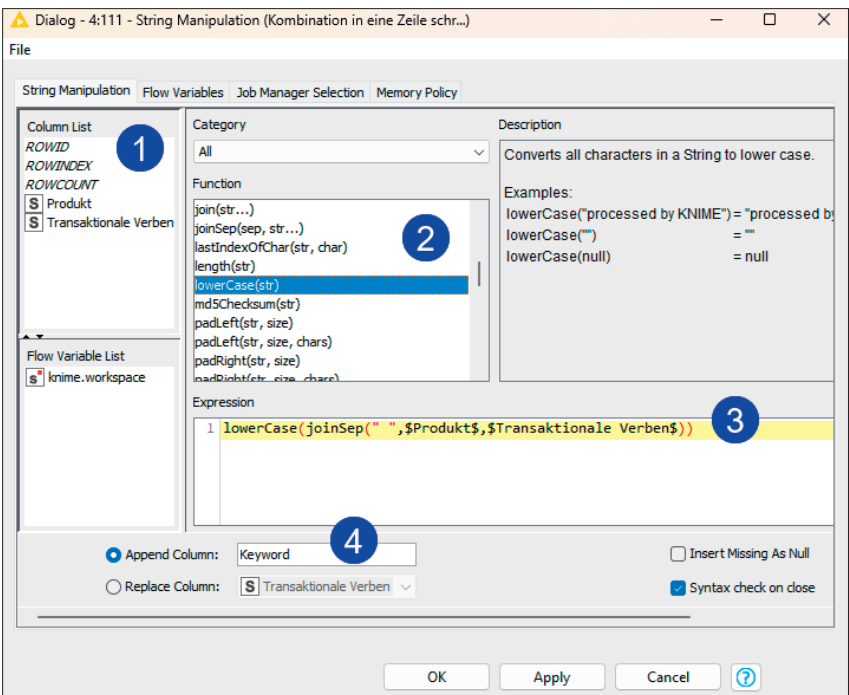 Dialog - 4:111 - String Manipulation (Kombination in eine Zeile schr...)
File
String Manipulation Flow Variables Job Manager Selection Memory Policy
Column List
ROWID
ROWINDEX
ROWCOUNT
S Produkt
S Transaktionale Verben
1
Flow Variable List
s knime.workspace
Category
All
Function
join(str...)
joinSep(sep, str...)
lastIndexOfChar(str, char)
length(str)
lowerCase(str)
md5Checksum(str)
padLeft(str, size)
padLeft(str, size, chars)
padRight(str, size)
padRight(str, size, chars)
2
Description
Converts all characters in a String to lower case.
Examples:
lowerCase("processed by KNIME") = "processed by
lowerCase("") = ""
lowerCase(null) = null
Expression
1 lowerCase(joinSep(" ",$Produkt$,$Transaktionale Verben$))
3
4
Append Column: Keyword
Insert Missing As Null
Replace Column: S Transaktionale Verben
Syntax check on close
OK Apply Cancel ?